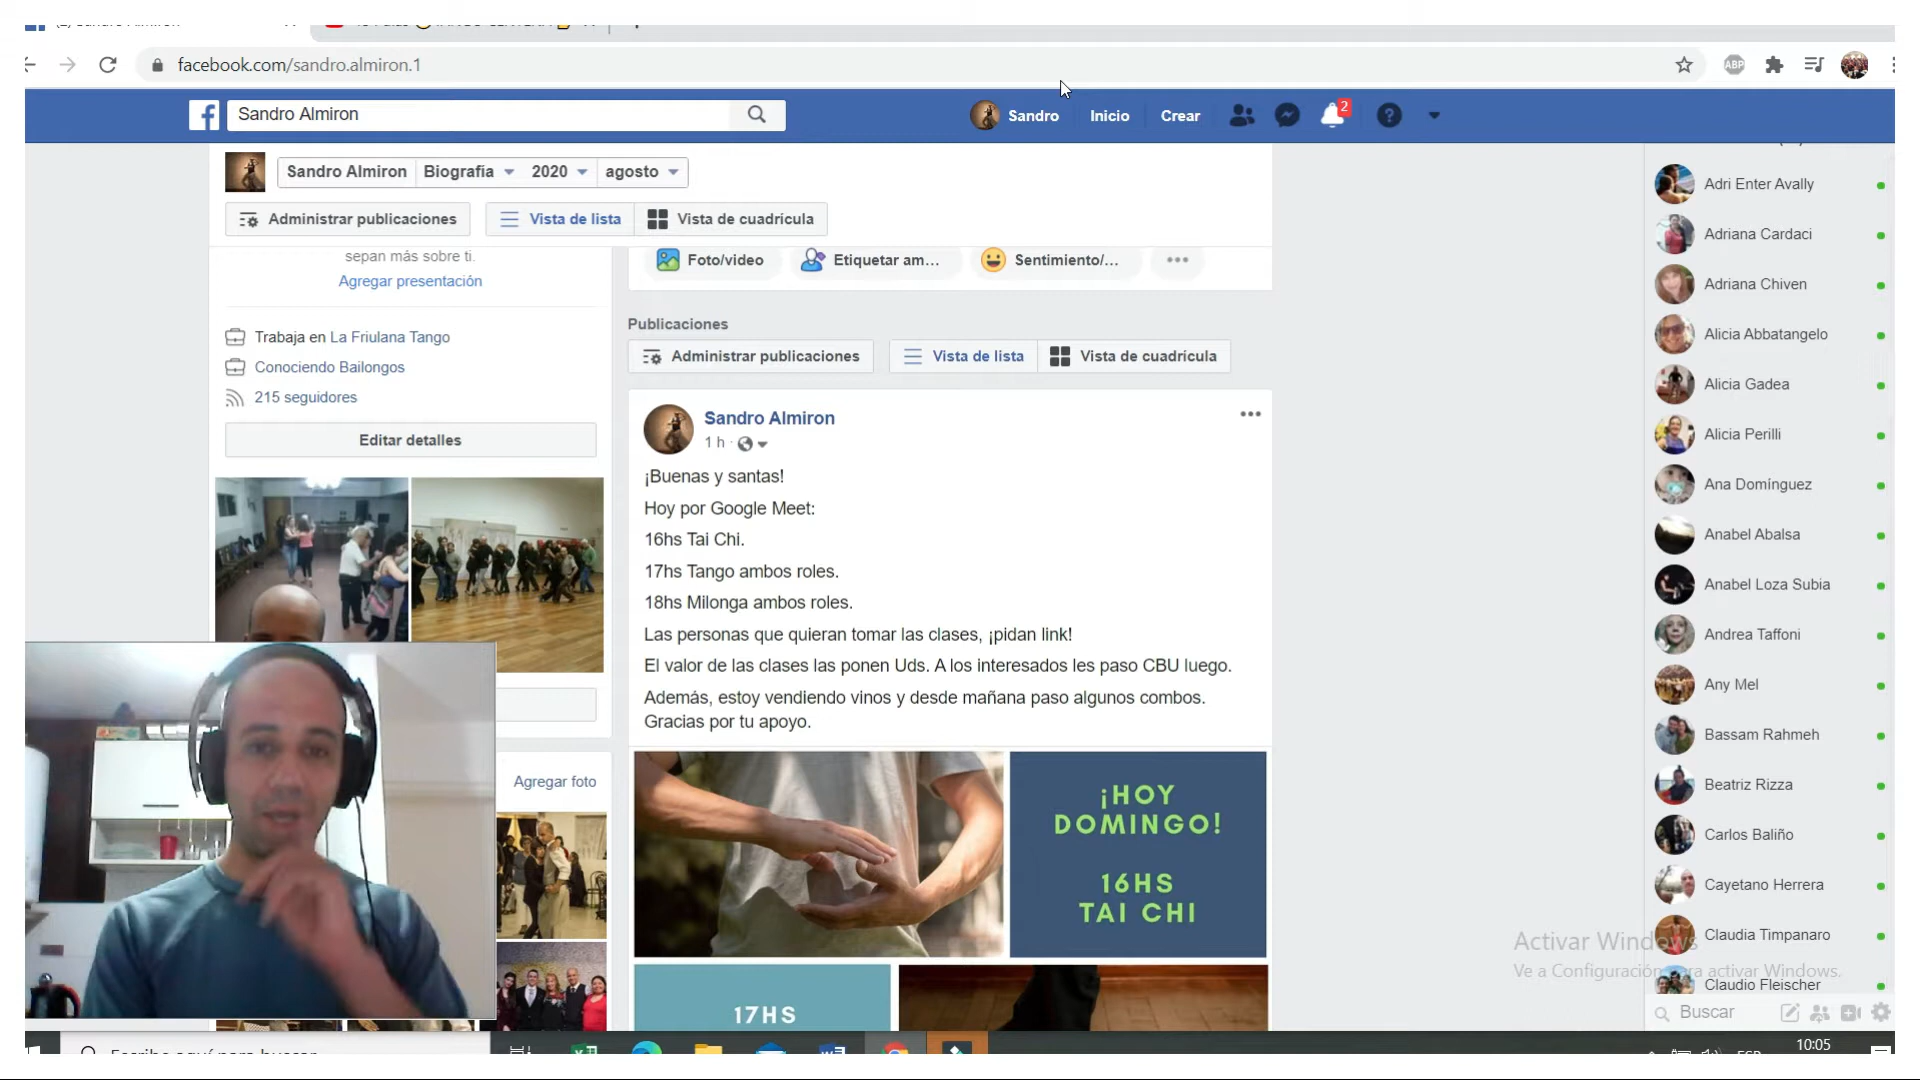 facebook.com/sandro.almiron.1
ABP
Sandro Almiron
Sandro
Inicio
Crear
2
Sandro Almiron
Biografía
2020
agosto
Administrar publicaciones
Vista de lista
Vista de cuadrícula
sepan más sobre ti.
Agregar presentación
Trabaja en La Friulana Tango
Conociendo Bailongos
215 seguidores
Editar detalles
Agregar foto
Foto/video
Etiquetar am...
Sentimiento/...
Publicaciones
Administrar publicaciones
Vista de lista
Vista de cuadrícula
Sandro Almiron
1 h ·
¡Buenas y santas!
Hoy por Google Meet:
16hs Tai Chi.
17hs Tango ambos roles.
18hs Milonga ambos roles.
Las personas que quieran tomar las clases, ¡pidan link!
El valor de las clases las ponen Uds. A los interesados les paso CBU luego.
Además, estoy vendiendo vinos y desde mañana paso algunos combos.
Gracias por tu apoyo.
¡HOY
DOMINGO!
16HS
TAI CHI
17HS
Adri Enter Avally
Adriana Cardaci
Adriana Chiven
Alicia Abbatangelo
Alicia Gadea
Alicia Perilli
Ana Domínguez
Anabel Abalsa
Anabel Loza Subia
Andrea Taffoni
Any Mel
Bassam Rahmeh
Beatriz Rizza
Carlos Baliño
Cayetano Herrera
Claudia Timpanaro
Claudio Fleischer
Activar Windows
Ve a Configuración para activar Windows.
Buscar
10:05